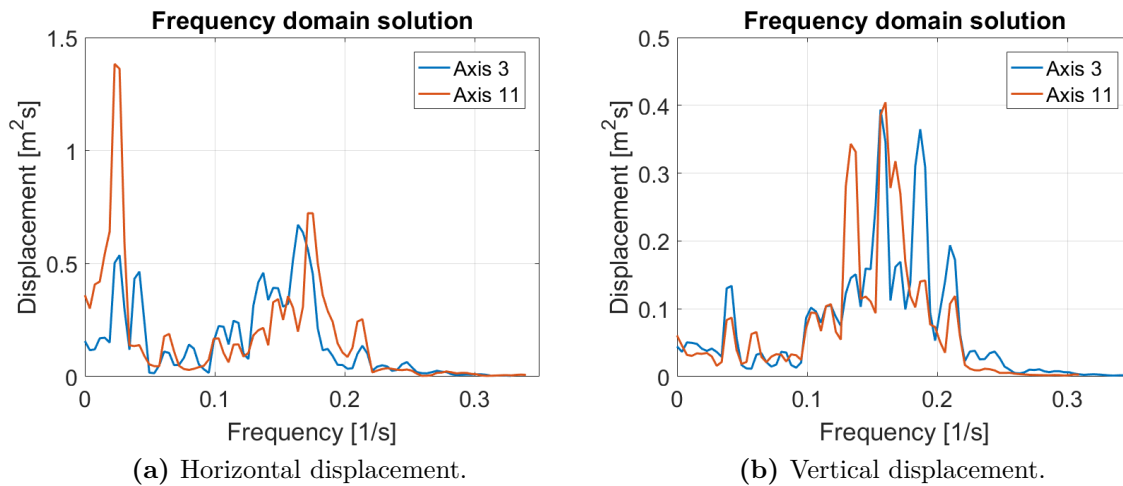 Frequency domain solution
1.5
1
0.5
0
Displacement [m²s]
Axis 3
Axis 11
0 0.1 0.2 0.3
Frequency [1/s]
(a) Horizontal displacement.
Frequency domain solution
0.5
0.4
0.3
0.2
0.1
0
Displacement [m²s]
Axis 3
Axis 11
0 0.1 0.2 0.3
Frequency [1/s]
(b) Vertical displacement.